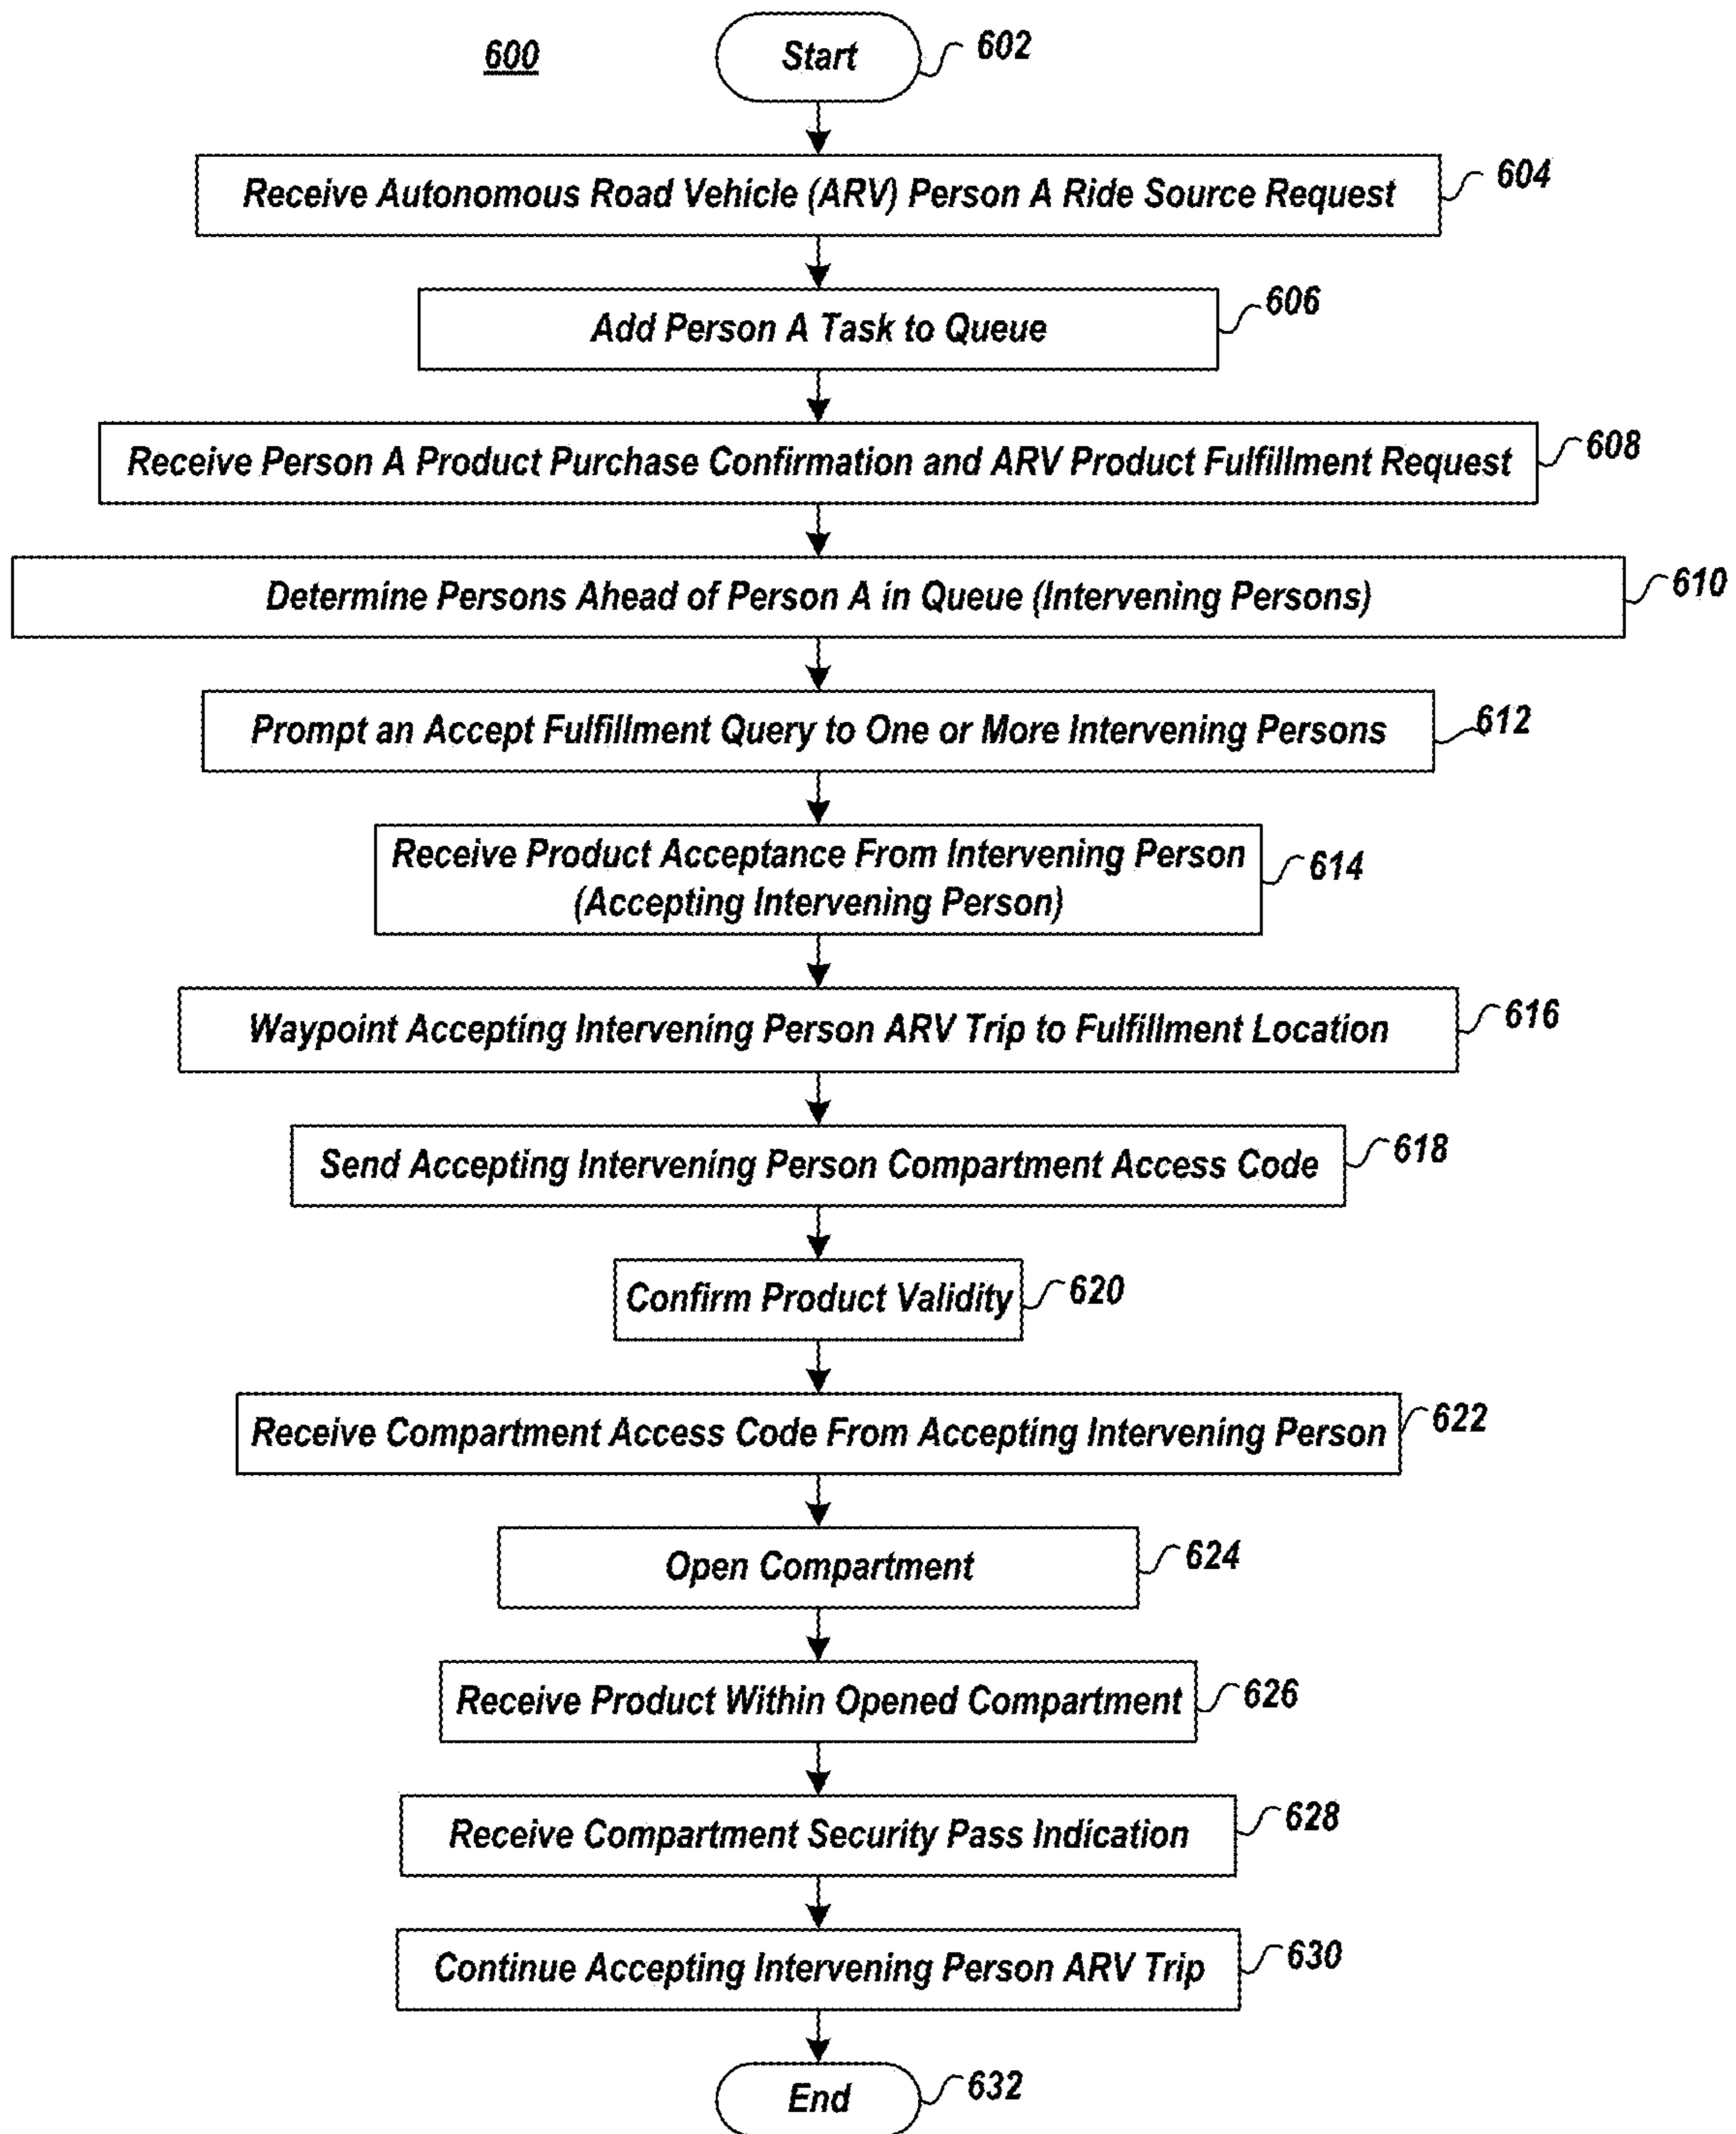 600
Start
602
Receive Autonomous Road Vehicle (ARV) Person A Ride Source Request
604
Add Person A Task to Queue
606
Receive Person A Product Purchase Confirmation and ARV Product Fulfillment Request
608
Determine Persons Ahead of Person A in Queue (Intervening Persons)
610
Prompt an Accept Fulfillment Query to One or More Intervening Persons
612
Receive Product Acceptance From Intervening Person
(Accepting Intervening Person)
614
Waypoint Accepting Intervening Person ARV Trip to Fulfillment Location
616
Send Accepting Intervening Person Compartment Access Code
618
Confirm Product Validity
620
Receive Compartment Access Code From Accepting Intervening Person
622
Open Compartment
624
Receive Product Within Opened Compartment
626
Receive Compartment Security Pass Indication
628
Continue Accepting Intervening Person ARV Trip
630
End
632